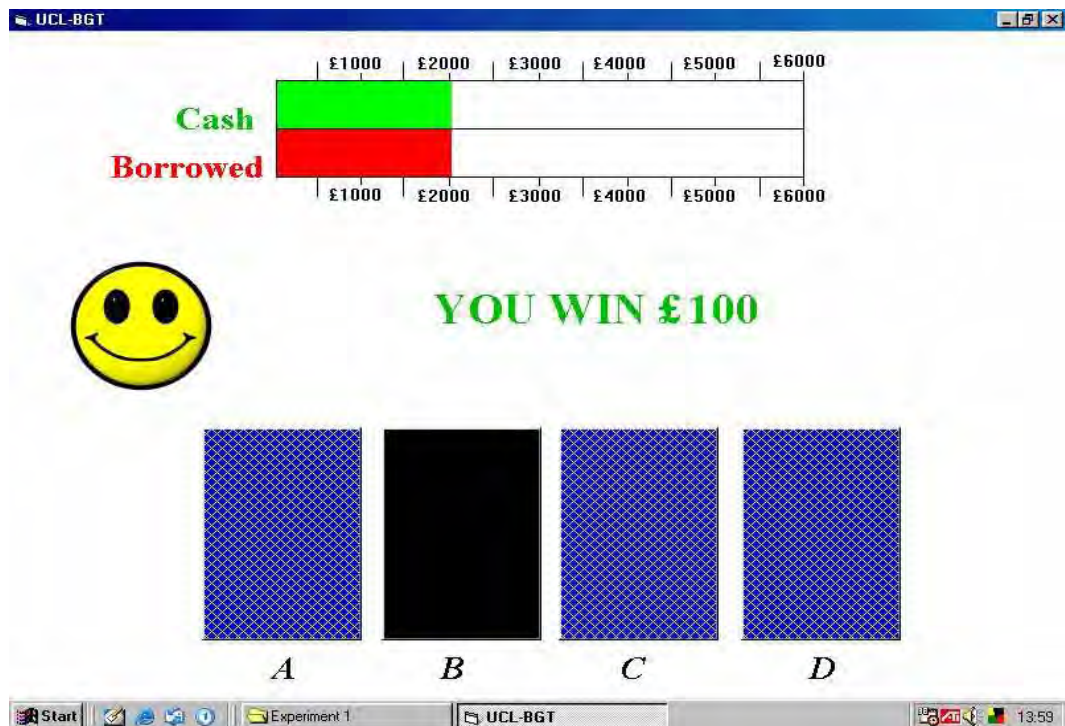 UCL-BGT
£1000 £2000 £3000 £4000 £5000 £6000
Cash
Borrowed
£1000 £2000 £3000 £4000 £5000 £6000
YOU WIN £100
A B C D
Start Experiment 1 UCL-BGT 13:59